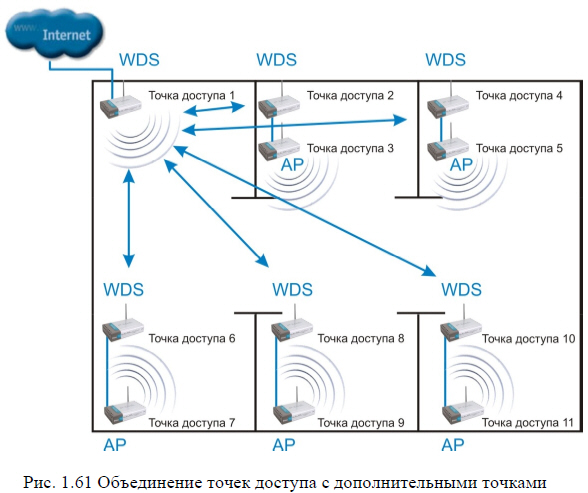 www.
Internet
WDS
WDS
WDS
Точка доступа 1
Точка доступа 2
Точка доступа 4
Точка доступа 3
Точка доступа 5
AP
AP
WDS
WDS
WDS
Точка доступа 6
Точка доступа 8
Точка доступа 10
Точка доступа 7
Точка доступа 9
Точка доступа 11
AP
AP
AP
Рис. 1.61 Объединение точек доступа с дополнительными точками